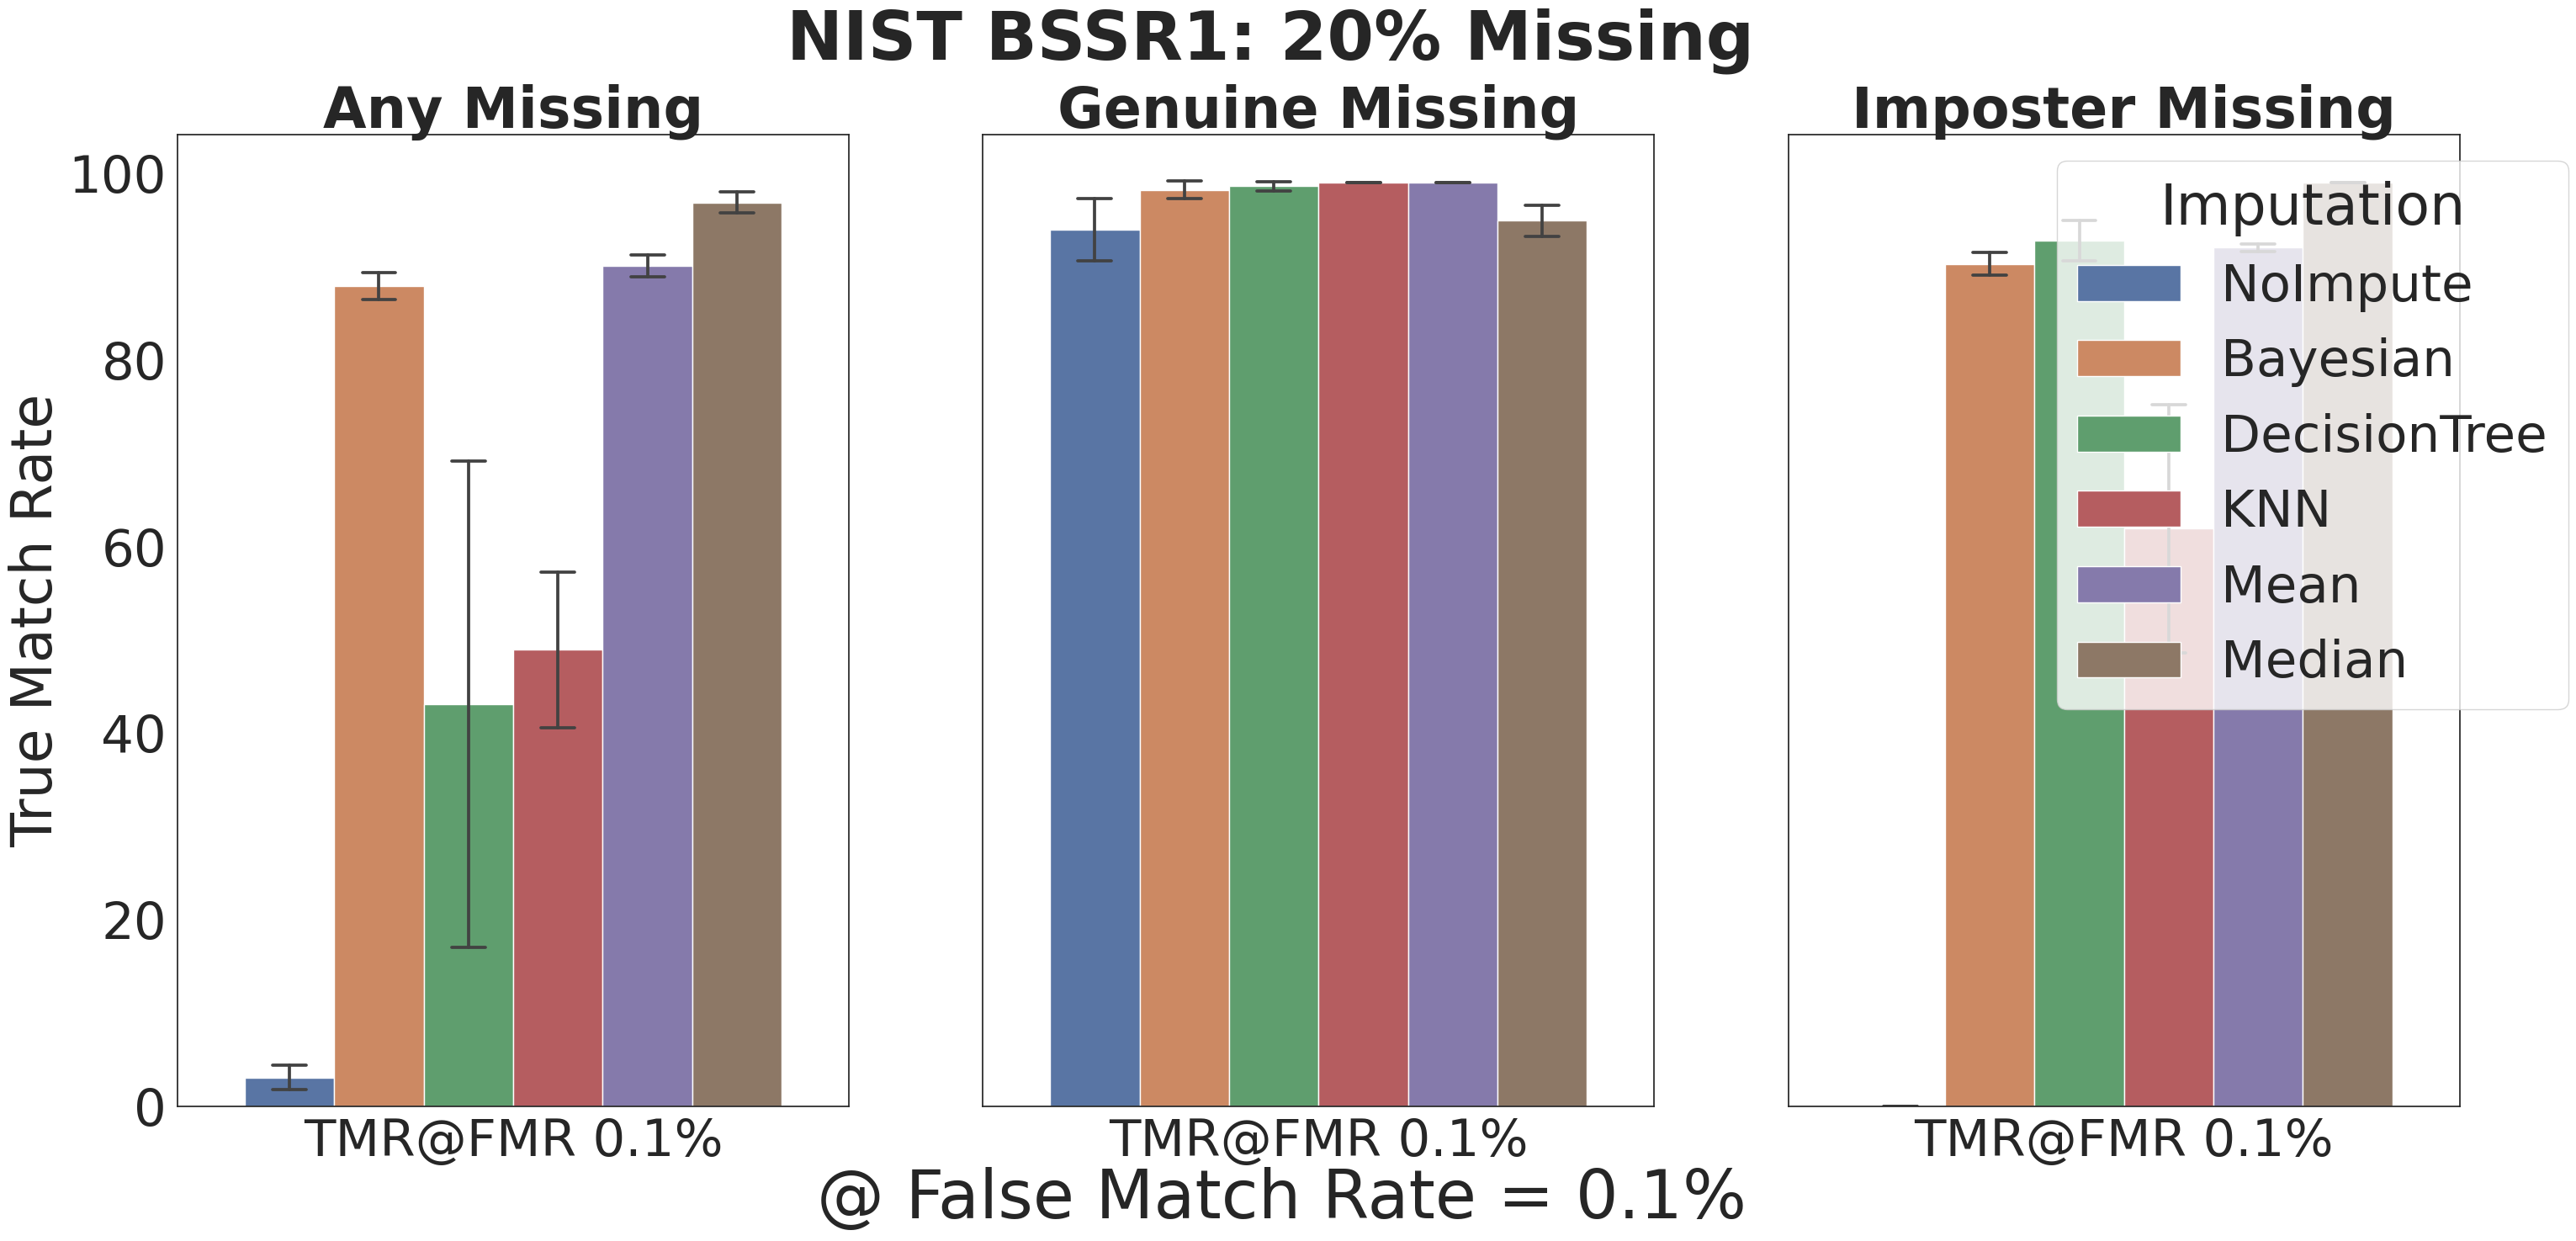 NIST BSSR1: 20% Missing
Any Missing
Genuine Missing
Imposter Missing
True Match Rate
100
80
60
40
20
0
Imputation
NoImpute
Bayesian
DecisionTree
KNN
Mean
Median
TMR@FMR 0.1%
TMR@FMR 0.1%
TMR@FMR 0.1%
@ False Match Rate = 0.1%